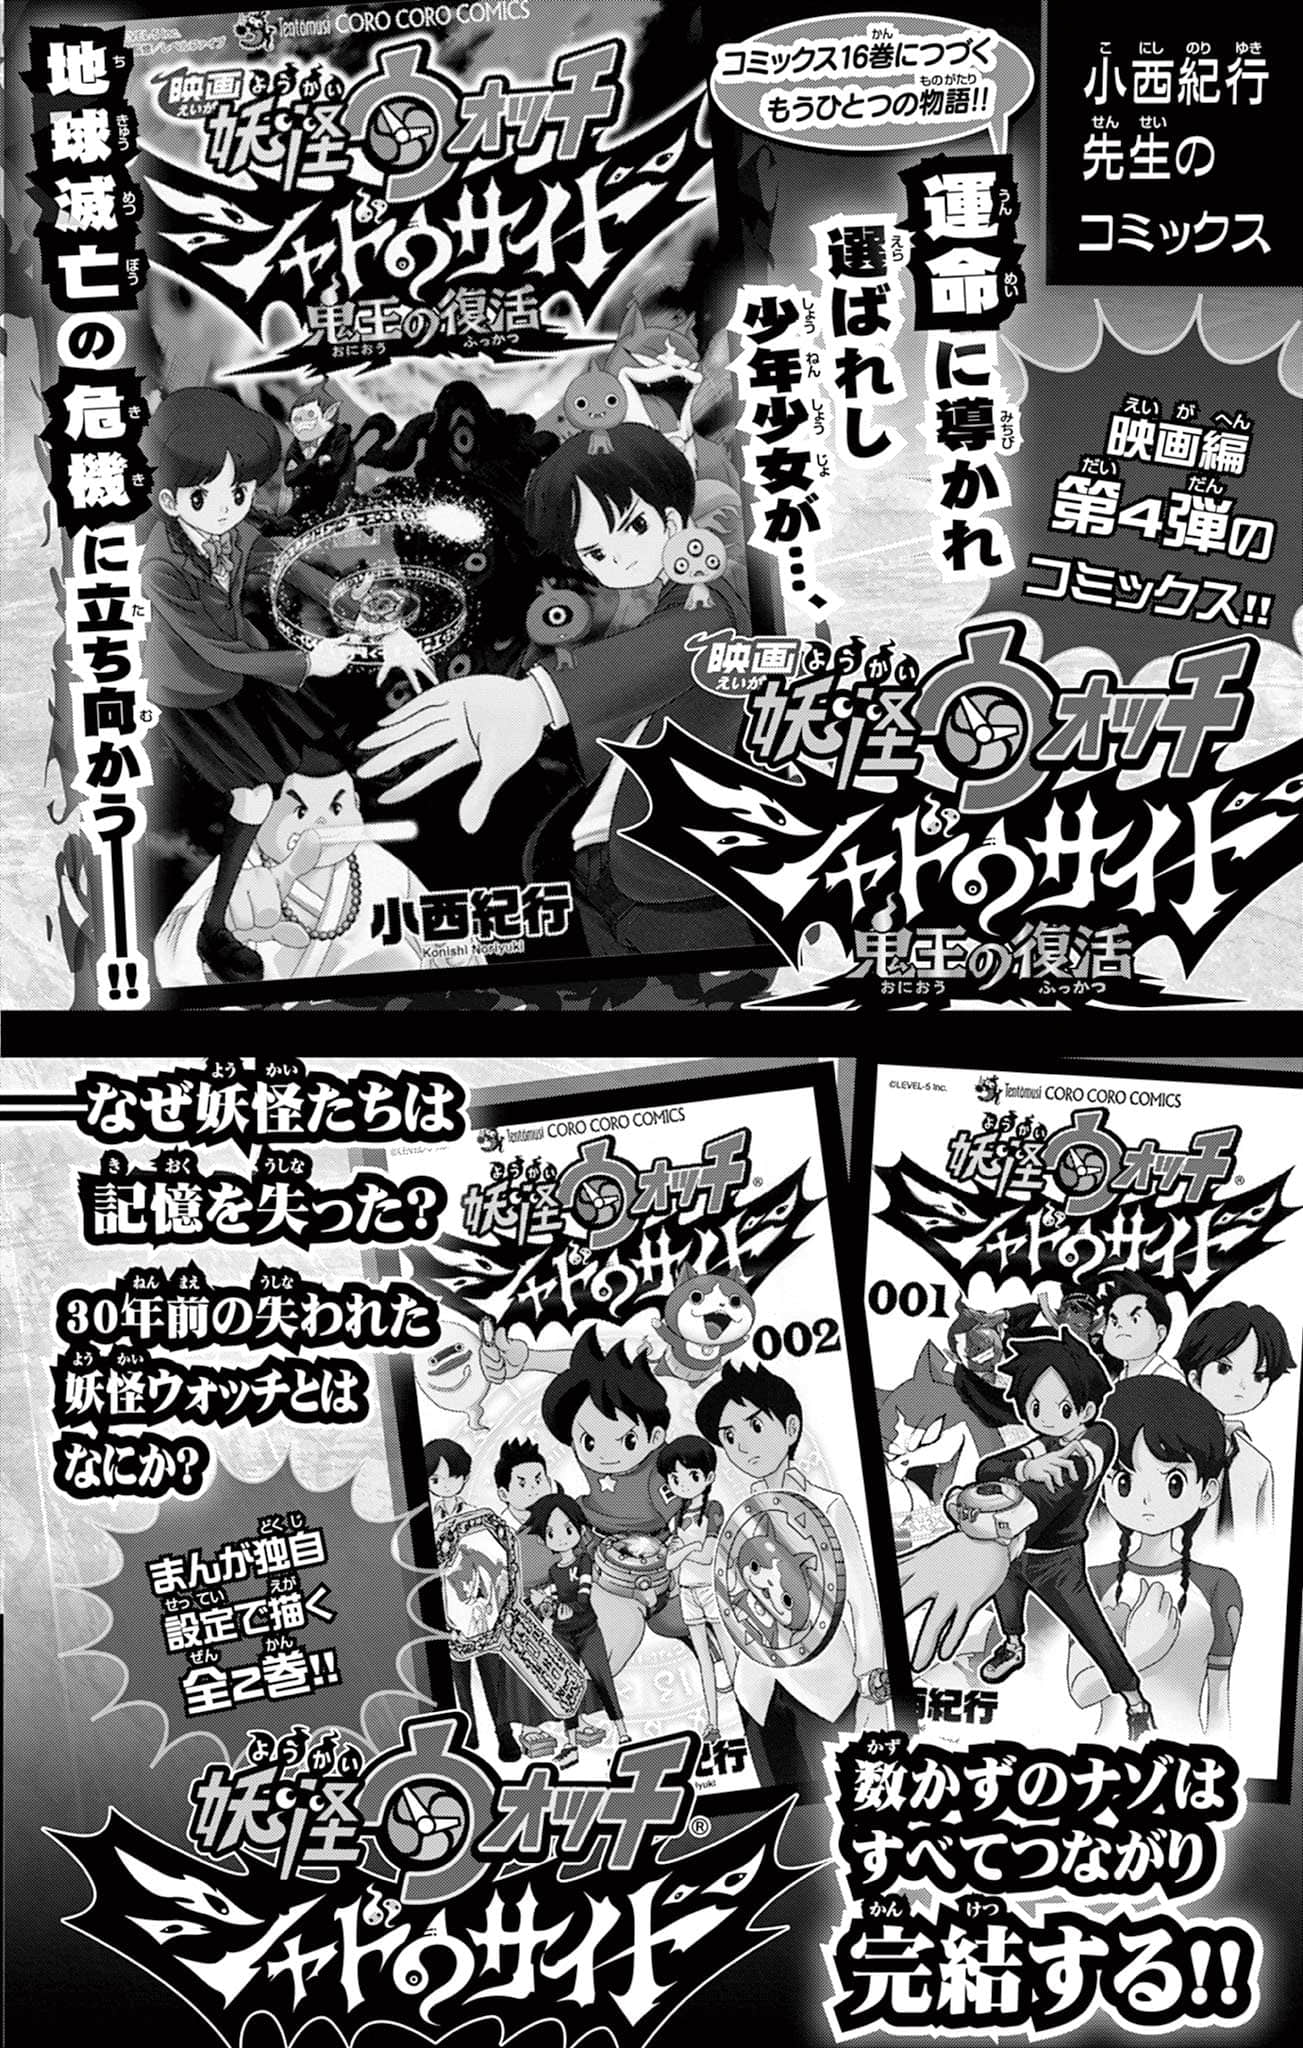 小西紀行
先生の
コミックス
コミックス16巻につづく
もうひとつの物語!!
運命に導かれ
選ばれし
少年少女が…、
地球滅亡の危機に立ち向かう――!!
映画編
第4弾の
コミックス!!
映画
妖怪ウォッチ
シャドウサイド
鬼王の復活
Tentômusi CORO CORO COMICS
映画
妖怪ウォッチ
シャドウサイド
鬼王の復活
小西紀行
Konishi Noriyuki
なぜ妖怪たちは
記憶を失った?
30年前の失われた
妖怪ウォッチとは
なにか?
まんが独自
設定で描く
全2巻!!
©LEVEL-5 Inc.
Tentômusi CORO CORO COMICS
妖怪ウォッチ®
シャドウサイド
001
西紀行
Tentômusi CORO CORO COMICS
妖怪ウォッチ®
シャドウサイド
002
妖怪ウォッチ®
シャドウサイド
数かずのナゾは
すべてつながり
完結する!!